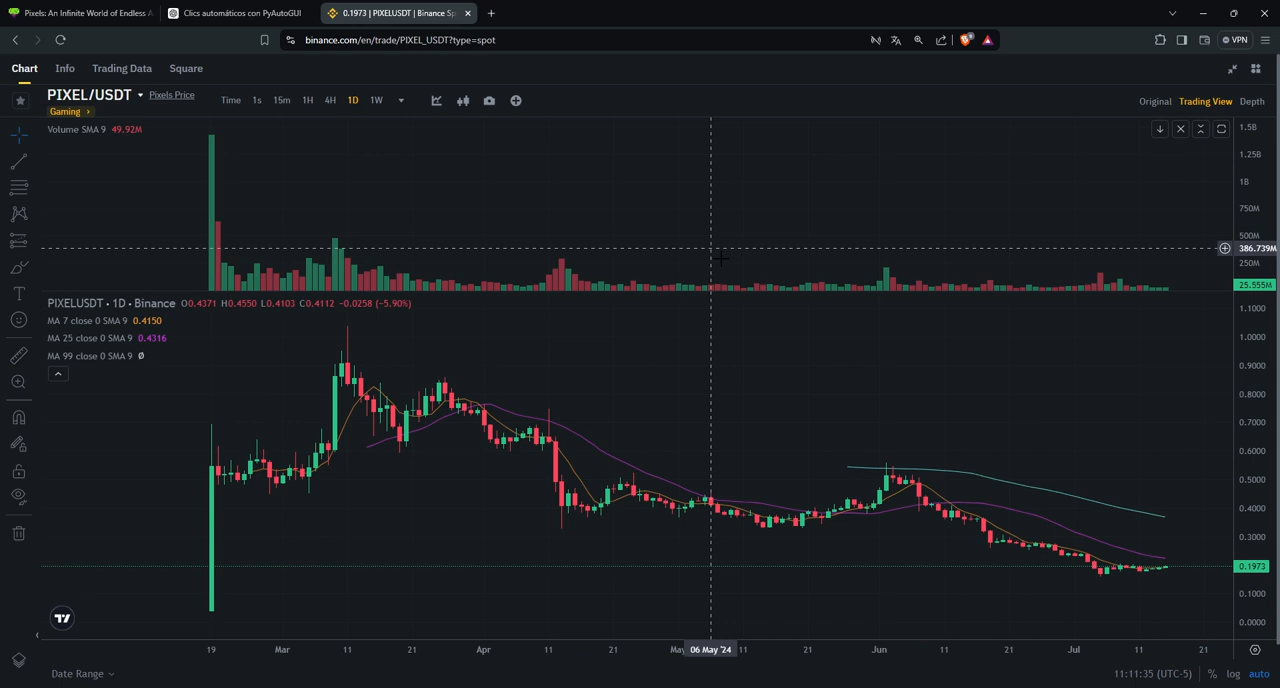 Pixels: An Infinite World of Endless A
Clics automáticos con PyAutoGUI
0.1973 | PIXELUSDT | Binance Sp
binance.com/en/trade/PIXEL_USDT?type=spot
VPN
Chart Info Trading Data Square
PIXEL/USDT Pixels Price Time 1s 15m 1H 4H 1D 1W
Original Trading View Depth
Gaming
Volume SMA 9 49.92M
1.5B
1.25B
1B
750M
500M
386.739M
250M
25.555M
PIXELUSDT · 1D · Binance O0.4371 H0.4550 L0.4103 C0.4112 -0.0258 (-5.90%)
MA 7 close 0 SMA 9 0.4150
MA 25 close 0 SMA 9 0.4316
MA 99 close 0 SMA 9 Ø
1.1000
1.0000
0.9000
0.8000
0.7000
0.6000
0.5000
0.4000
0.3000
0.1973
0.1000
0.0000
19 Mar 11 21 Apr 11 21 May 06 May '24 11 21 Jun 11 21 Jul 11 21
Date Range
11:11:35 (UTC-5) % log auto